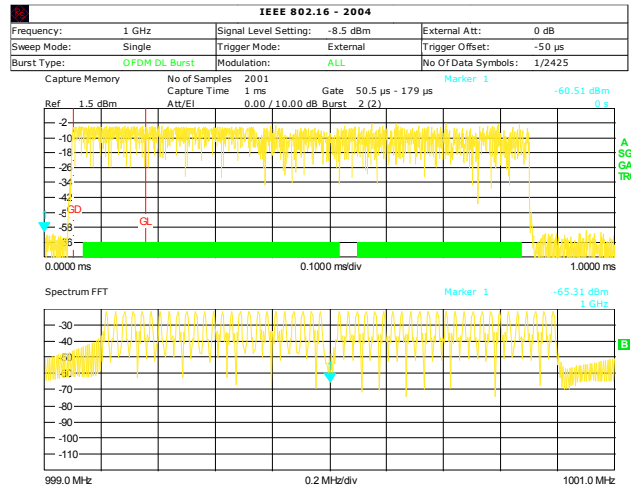 IEEE 802.16 - 2004
Frequency: 1 GHz Signal Level Setting: -8.5 dBm External Att: 0 dB
Sweep Mode: Single Trigger Mode: External Trigger Offset: -50 µs
Burst Type: OFDM DL Burst Modulation: ALL No Of Data Symbols: 1/2425
Capture Memory No of Samples 2001 Marker 1
Capture Time 1 ms Gate 50.5 µs - 179 µs -60.51 dBm
Ref 1.5 dBm Att/El 0.00 / 10.00 dB Burst 2 (2) 0 s
-2
-10
-18
-26
-34
-42
GD
GL
-58
A
SG
TR
0.0000 ms 0.1000 ms/div 1.0000 ms
Spectrum FFT Marker 1 -65.31 dBm
1 GHz
-30
-40
-60
-70
-80
-90
-100
-110
B
999.0 MHz 0.2 MHz/div 1001.0 MHz